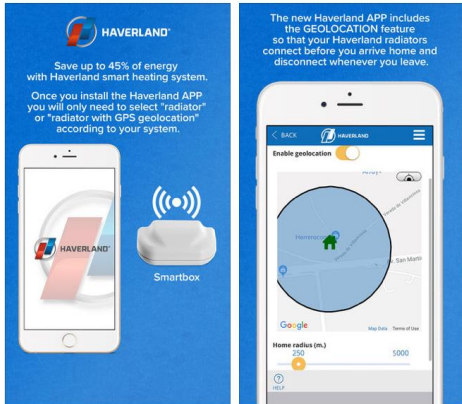 HAVERLAND
Save up to 45% of energy
with Haverland smart heating system.
Once you install the Haverland APP
you will only need to select "radiator"
or "radiator with GPS geolocation"
according to your system.
HAVERLAND
Smartbox
The new Haverland APP includes
the GEOLOCATION feature
so that your Haverland radiators
connect before you arrive home and
disconnect whenever you leave.
BACK
HAVERLAND
Enable geolocation
Av. San Martí
Google
Map Data
Terms of Use
Home radius (m.)
250
5000
HELP